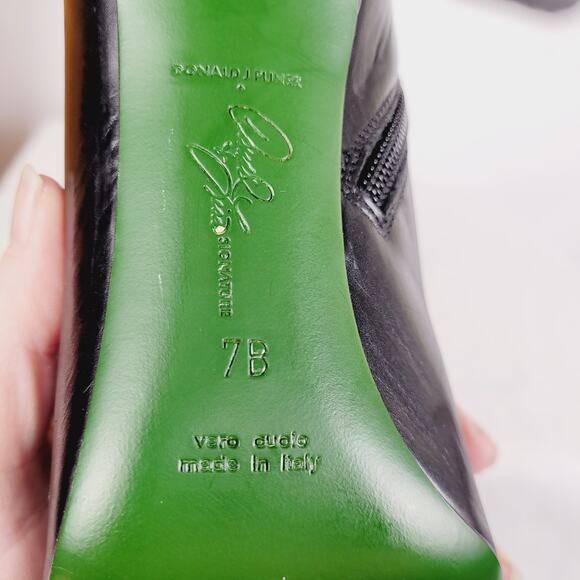 DONALD J PLINER
SIGNATURE
7B
vero cuoio
made in Italy